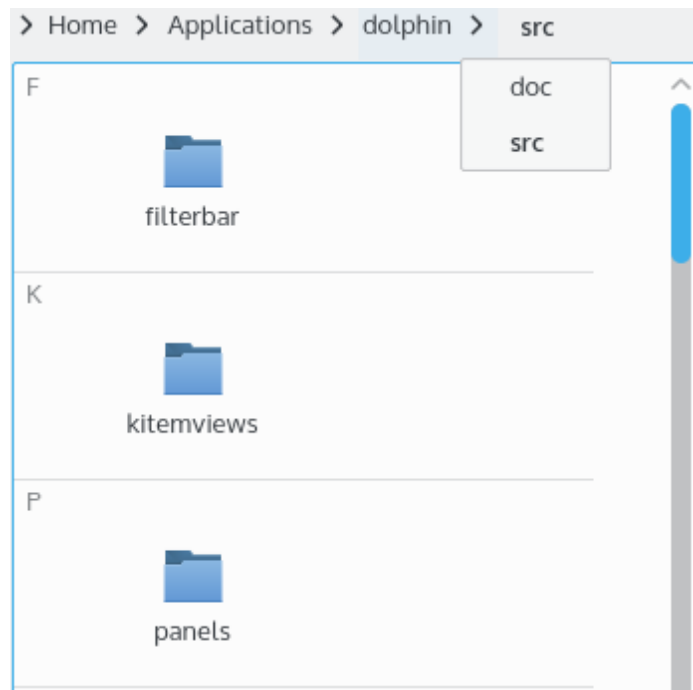 Home Applications dolphin src
doc
src
F
filterbar
K
kitemviews
P
panels